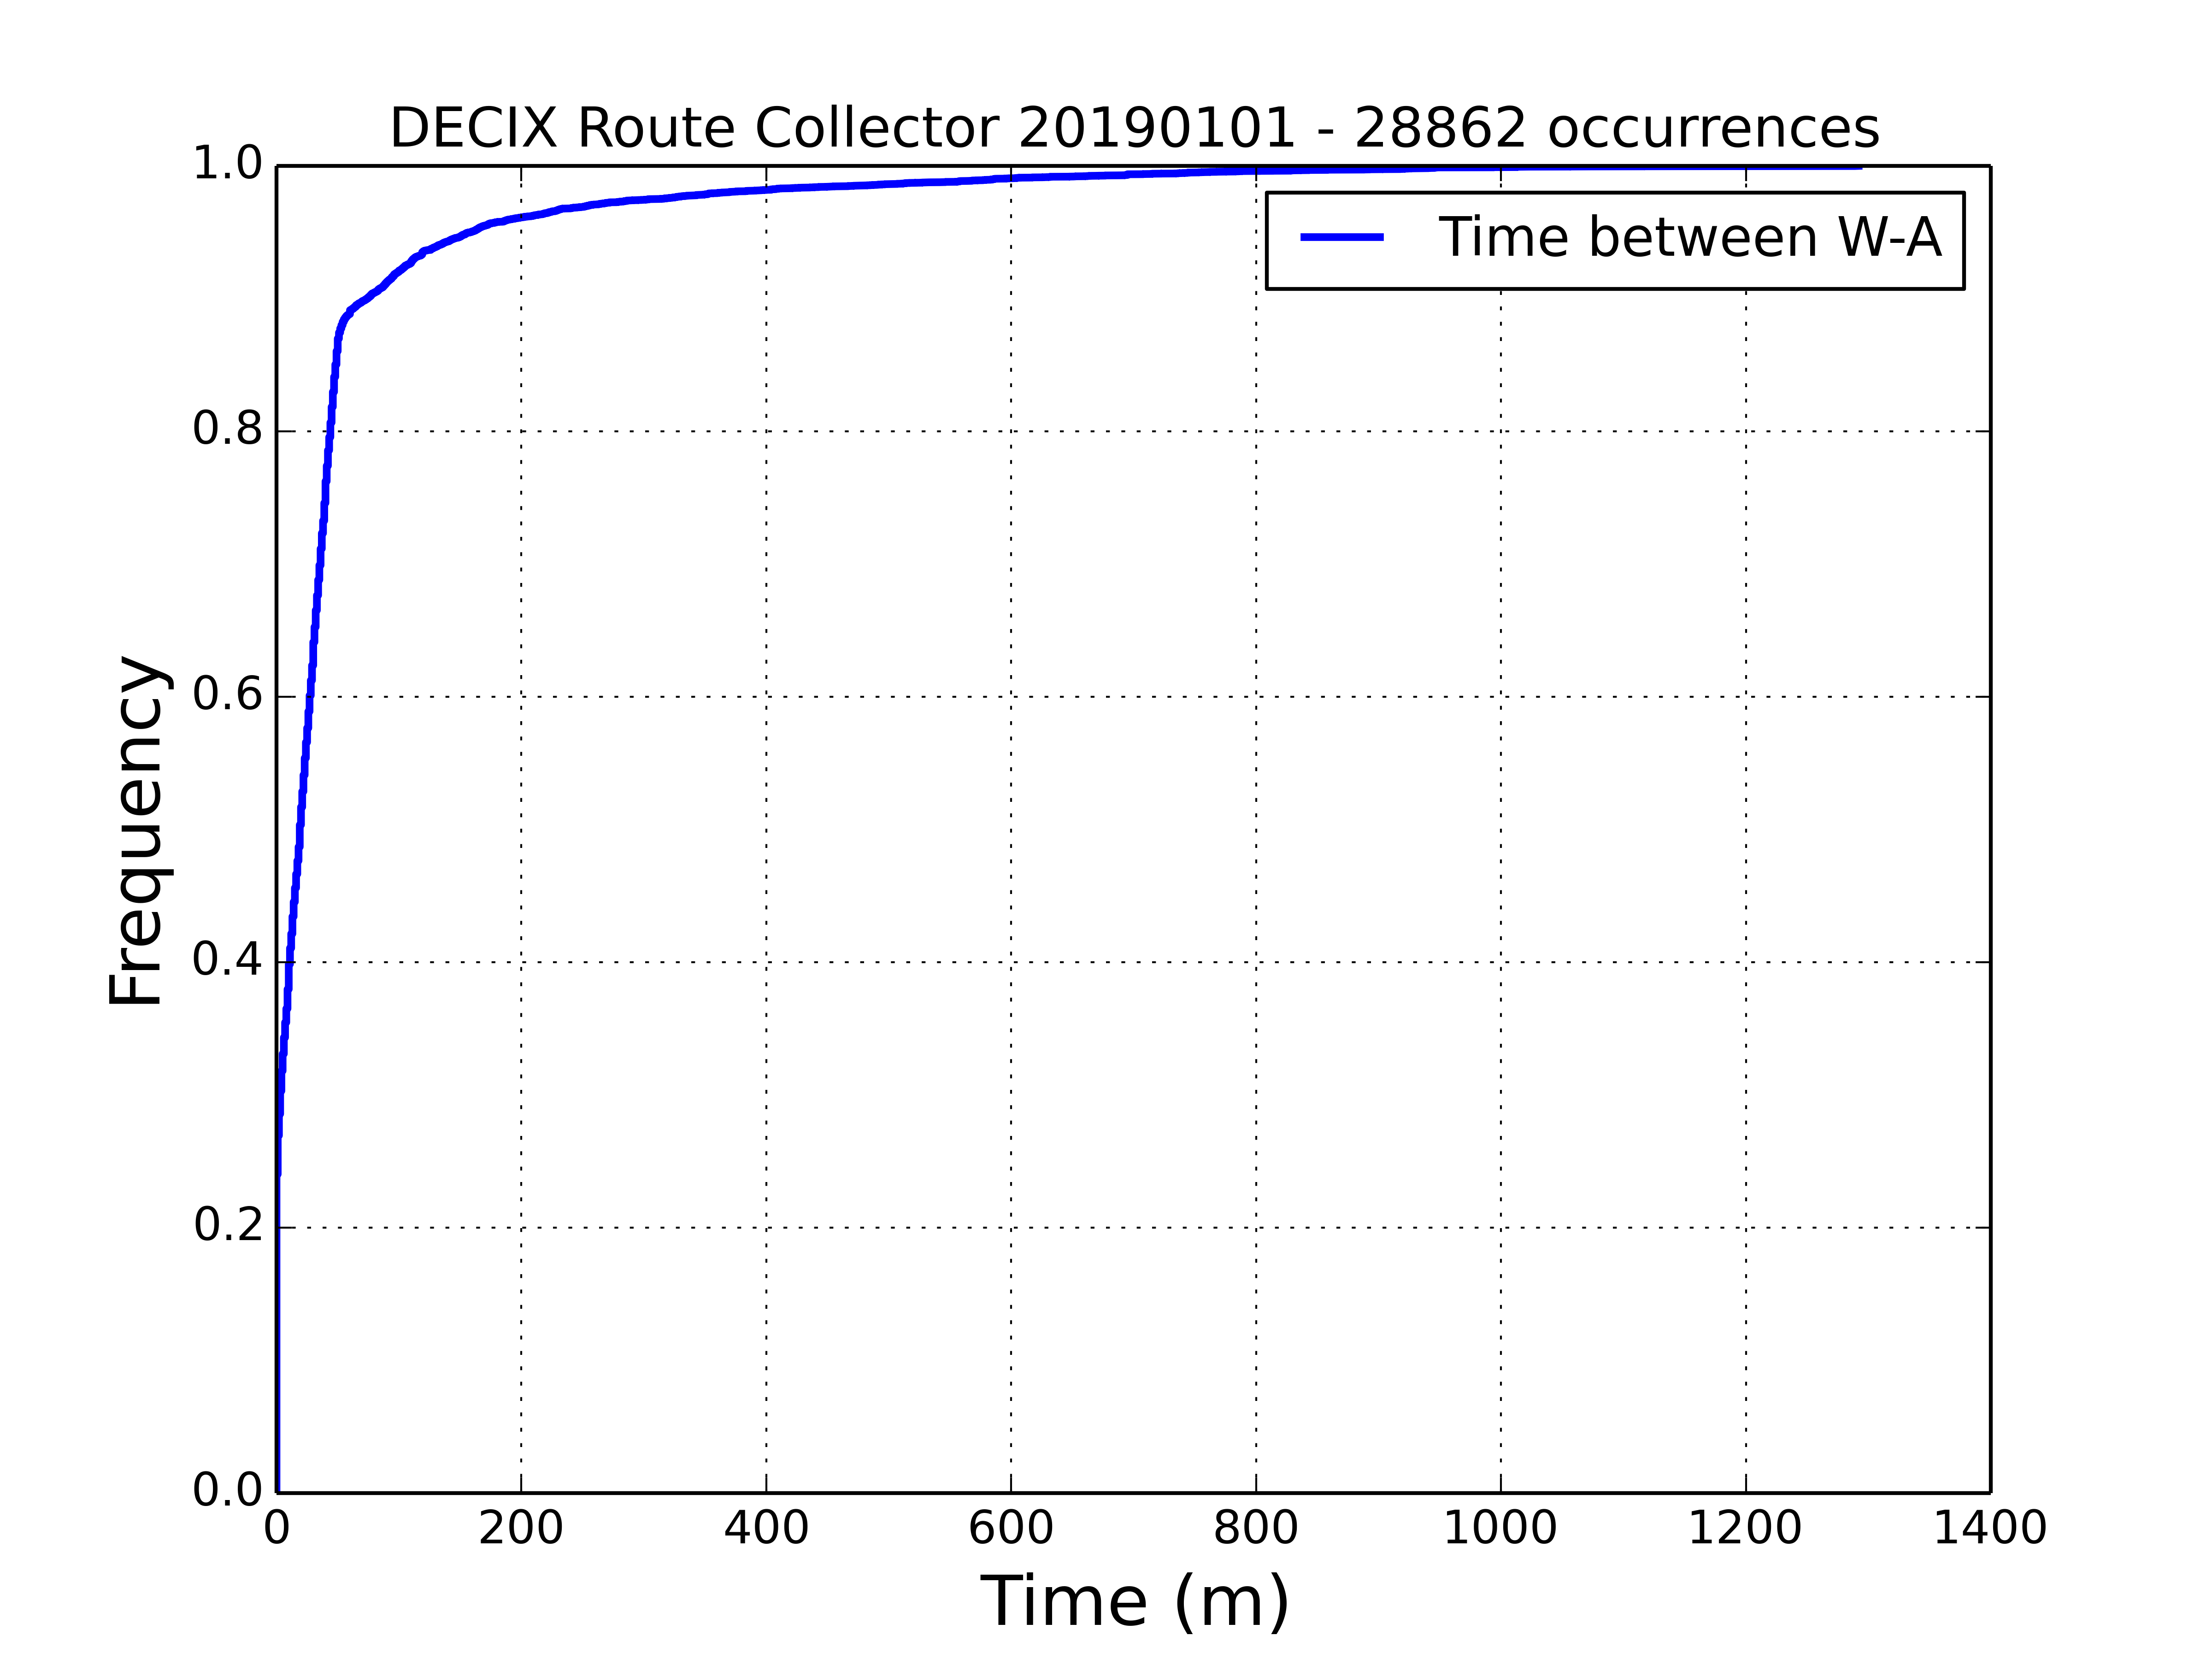 DECIX Route Collector 20190101 - 28862 occurrences
1.0
0.8
0.6
0.4
0.2
0.0
Frequency
Time between W-A
0 200 400 600 800 1000 1200 1400
Time (m)